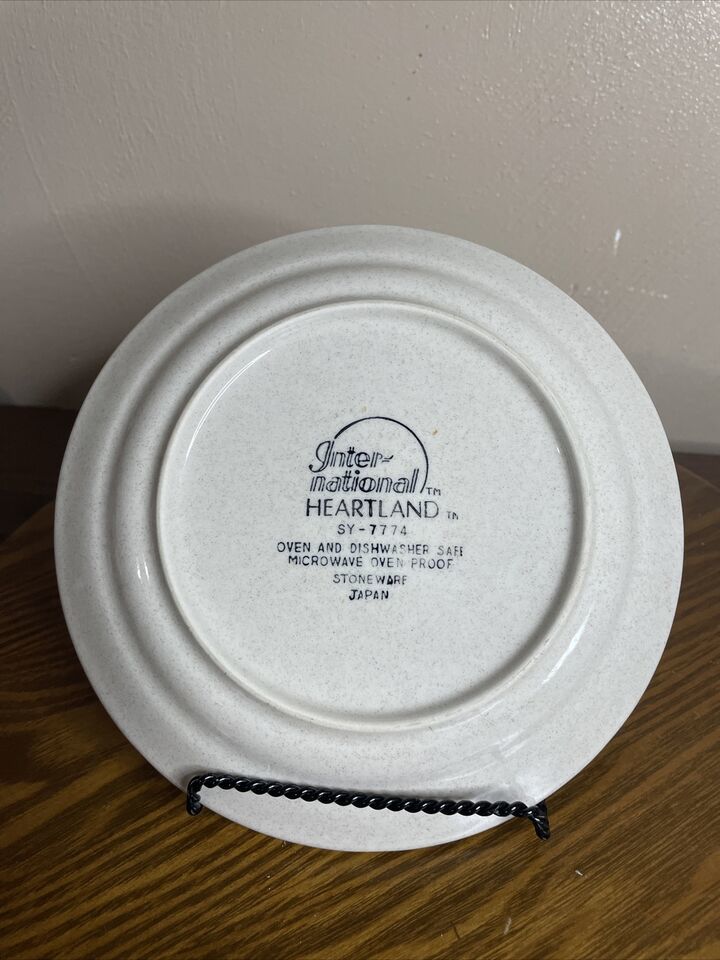 Inter-
national TM
HEARTLAND TM
SY-7774
OVEN AND DISHWASHER SAFE
MICROWAVE OVEN PROOF
STONEWARE
JAPAN